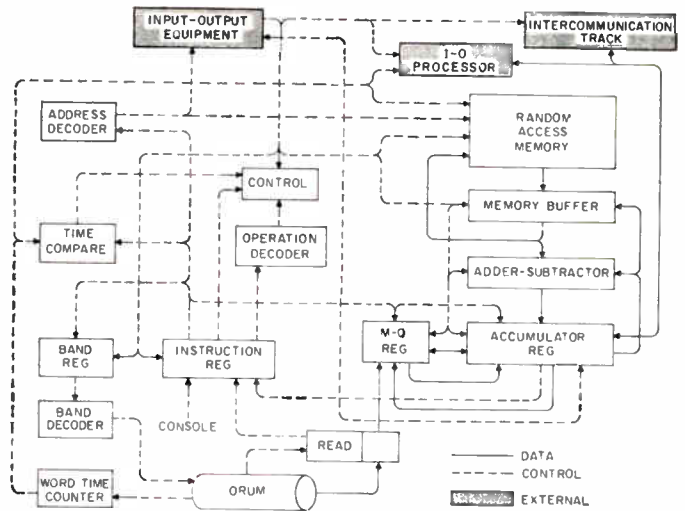 INPUT-OUTPUT
EQUIPMENT
INTERCOMMUNICATION
TRACK
I-O
PROCESSOR
ADDRESS
DECODER
RANDOM
ACCESS
MEMORY
CONTROL
MEMORY BUFFER
TIME
COMPARE
OPERATION
DECODER
ADDER-SUBTRACTOR
BAND
REG
INSTRUCTION
REG
M-Q
REG
ACCUMULATOR
REG
BAND
DECODER
CONSOLE
READ
WORD TIME
COUNTER
DRUM
DATA
CONTROL
EXTERNAL